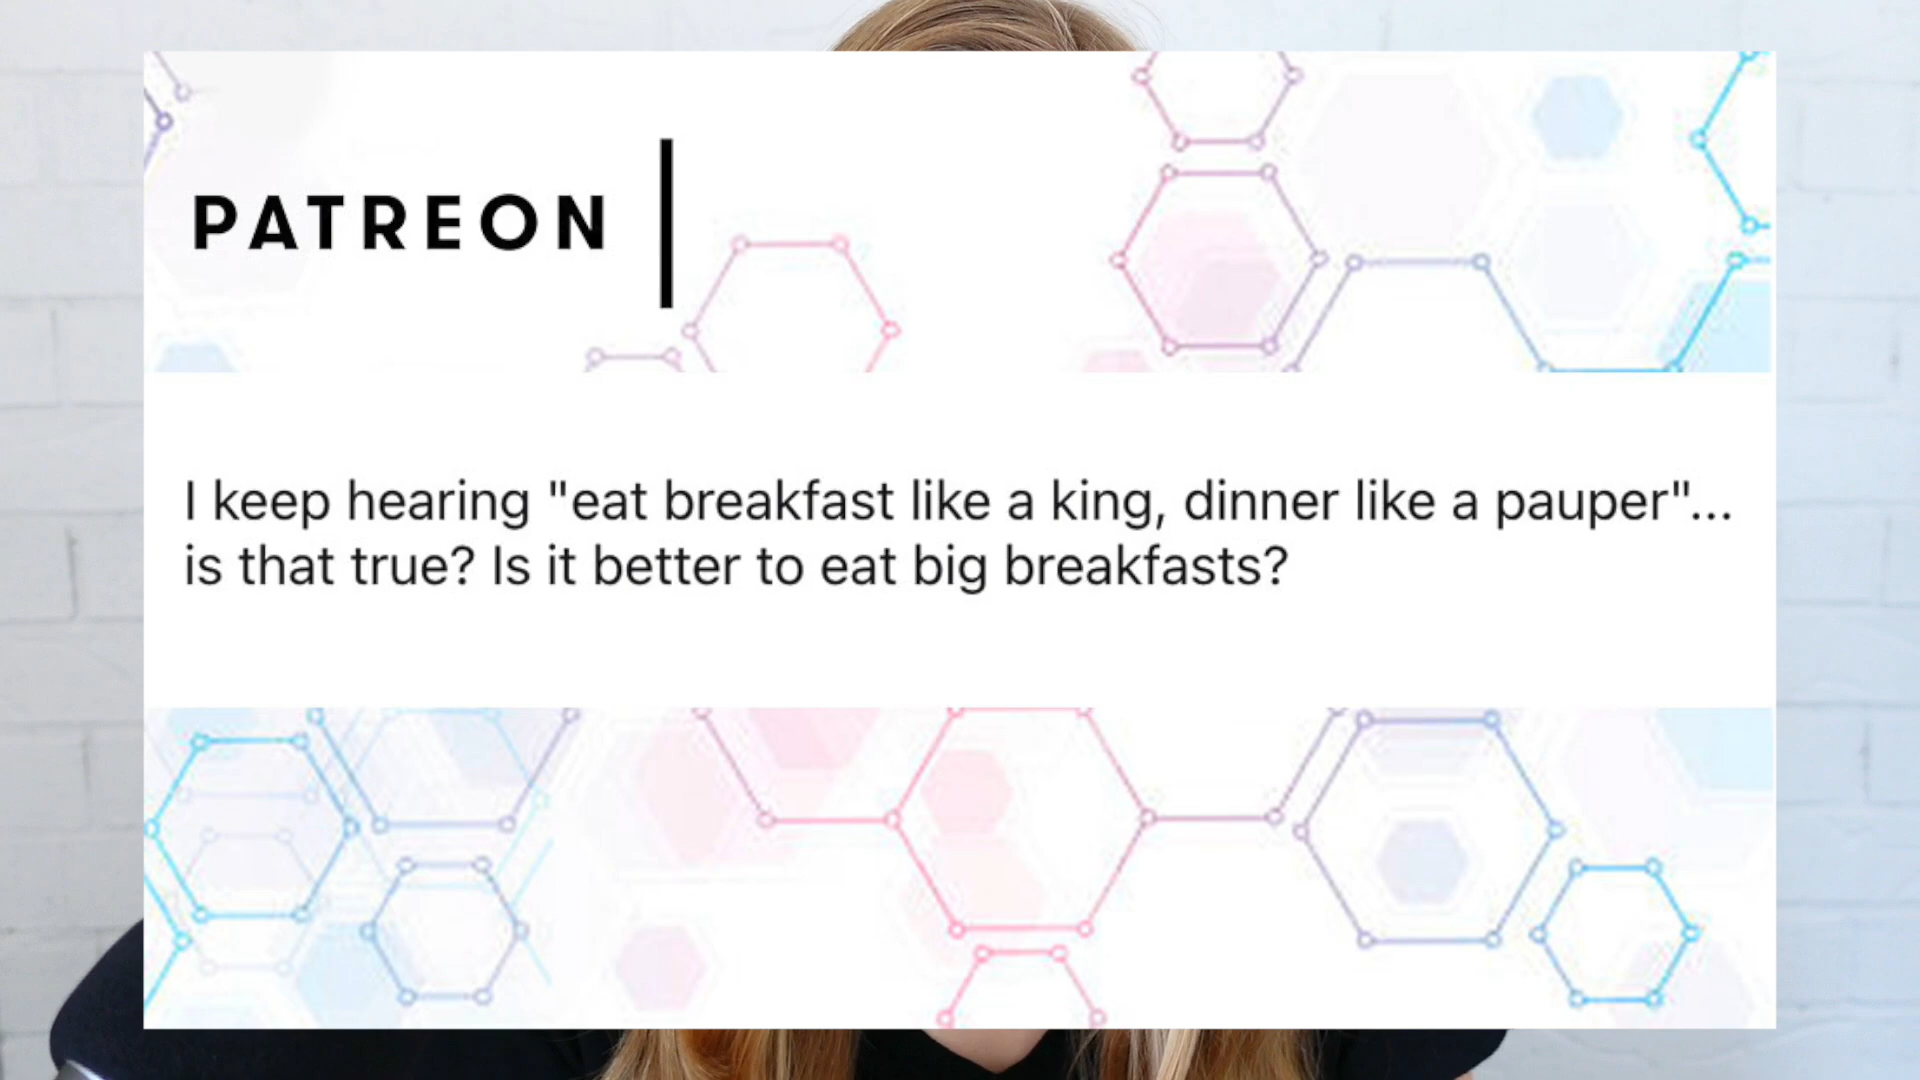 PATREON
I keep hearing "eat breakfast like a king, dinner like a pauper"...
is that true? Is it better to eat big breakfasts?